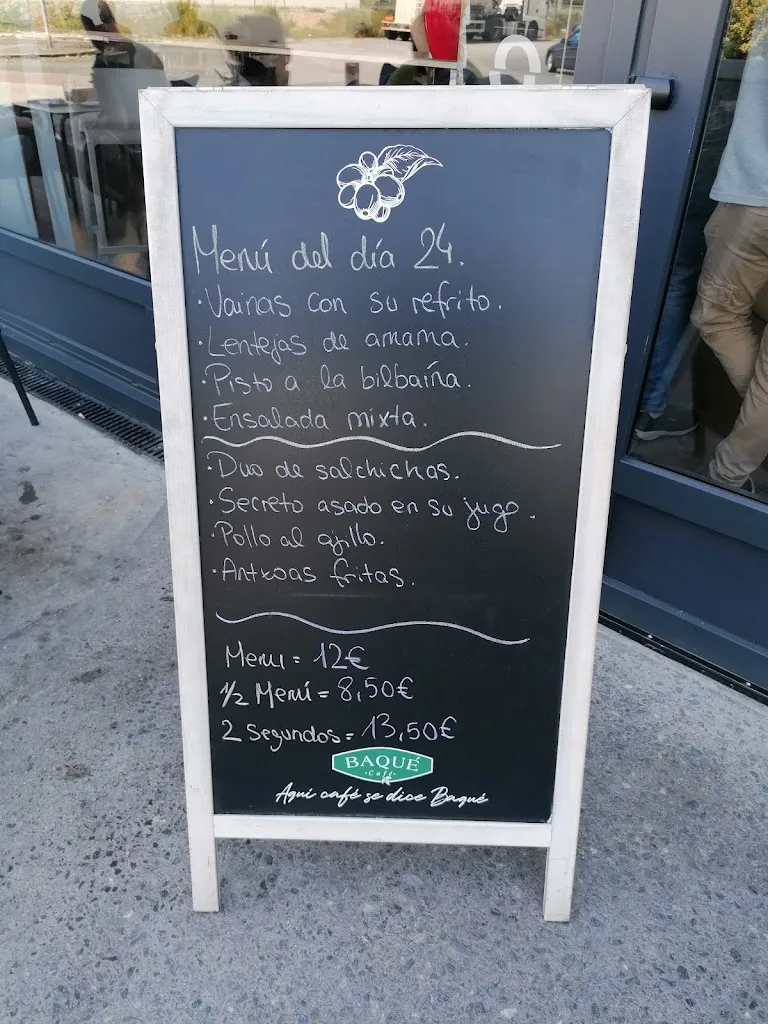 Menú del día 24.
·Vainas con su refrito.
·Lentejas de amama.
·Pisto a la bilbaína.
·Ensalada mixta.
·Duo de salchichas.
·Secreto asado en su jugo.
·Pollo al ajillo.
·Antxoas fritas.
Menu = 12€
1/2 Menú = 8,50€
2 Segundos = 13,50€
BAQUÉ
·Café·
Aquí café se dice Baqué